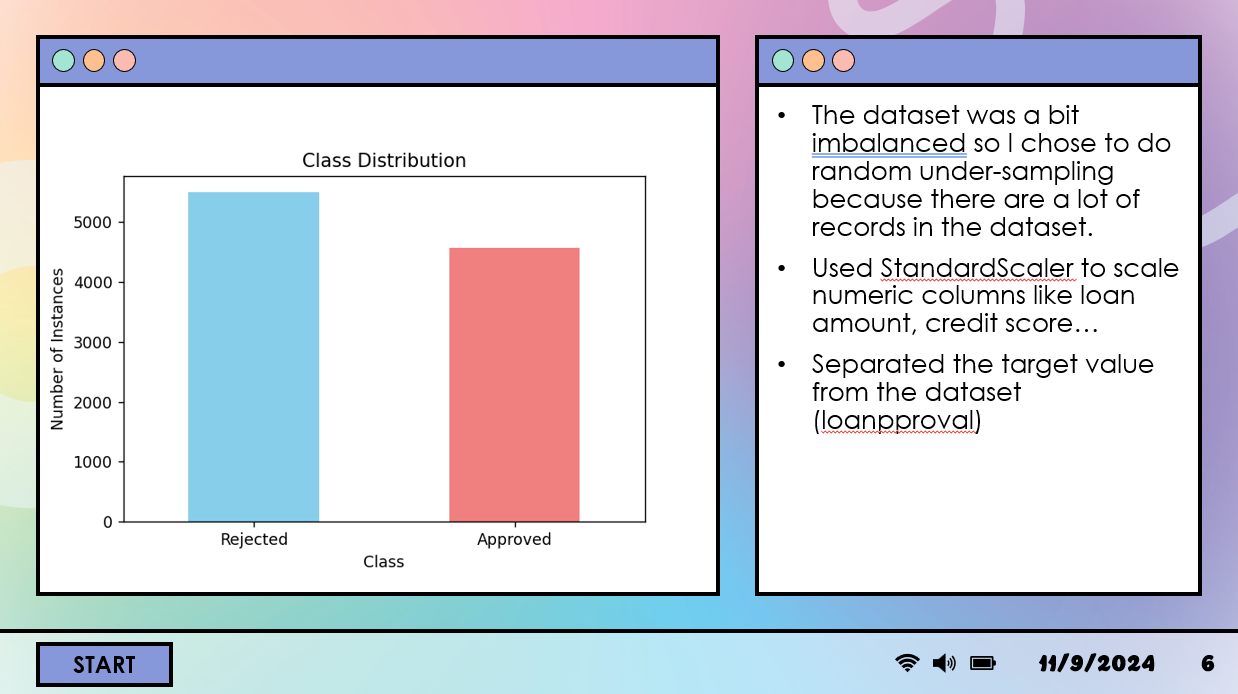 Class Distribution
5000
4000
3000
2000
1000
0
Number of Instances
Rejected
Approved
Class
• The dataset was a bit
imbalanced so I chose to do
random under-sampling
because there are a lot of
records in the dataset.
• Used StandardScaler to scale
numeric columns like loan
amount, credit score…
• Separated the target value
from the dataset
(loanpproval)
START
11/9/2024
6